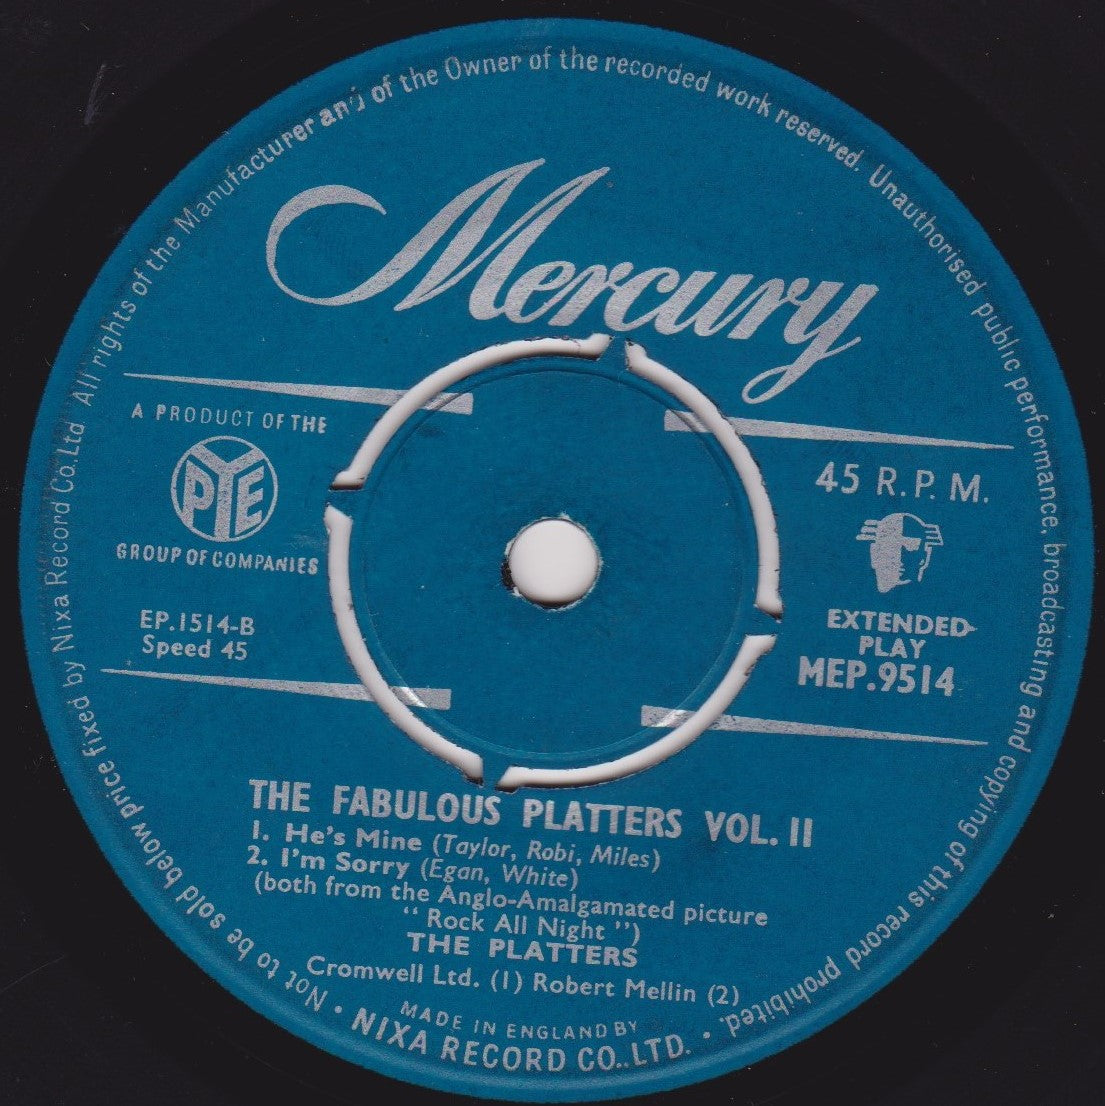 All rights of the Manufacturer and of the Owner of the recorded work reserved. Unauthorised public performance, broadcasting and copying of this record prohibited.
Mercury
A PRODUCT OF THE
PYE
GROUP OF COMPANIES
EP.1514-B
Speed 45
45 R.P.M.
EXTENDED
PLAY
MEP.9514
THE FABULOUS PLATTERS VOL. II
1. He's Mine (Taylor, Robi, Miles)
2. I'm Sorry (Egan, White)
(both from the Anglo-Amalgamated picture
" Rock All Night ")
THE PLATTERS
Cromwell Ltd. (1) Robert Mellin (2)
MADE IN ENGLAND BY
· NIXA RECORD CO.,LTD. ·
Not to be sold below price fixed by Nixa Record Co.Ltd